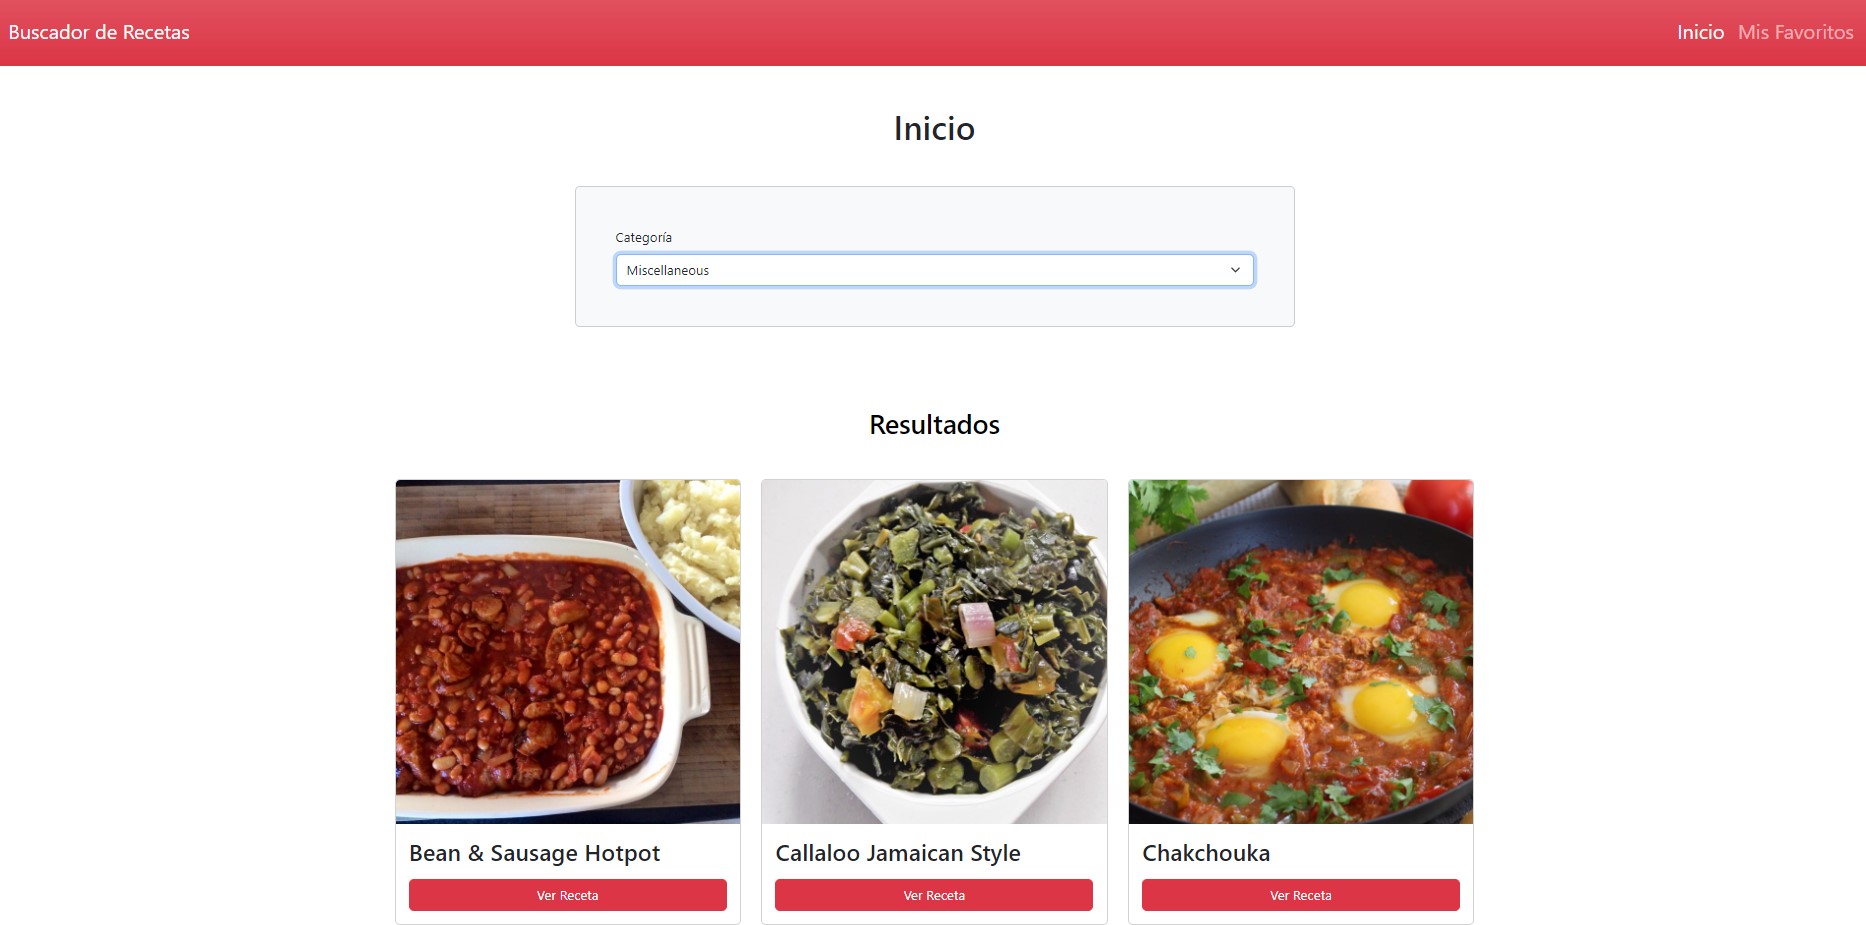 Buscador de Recetas
Inicio Mis Favoritos
Inicio
Categoría
Miscellaneous
Resultados
Bean & Sausage Hotpot
Ver Receta
Callaloo Jamaican Style
Ver Receta
Chakchouka
Ver Receta